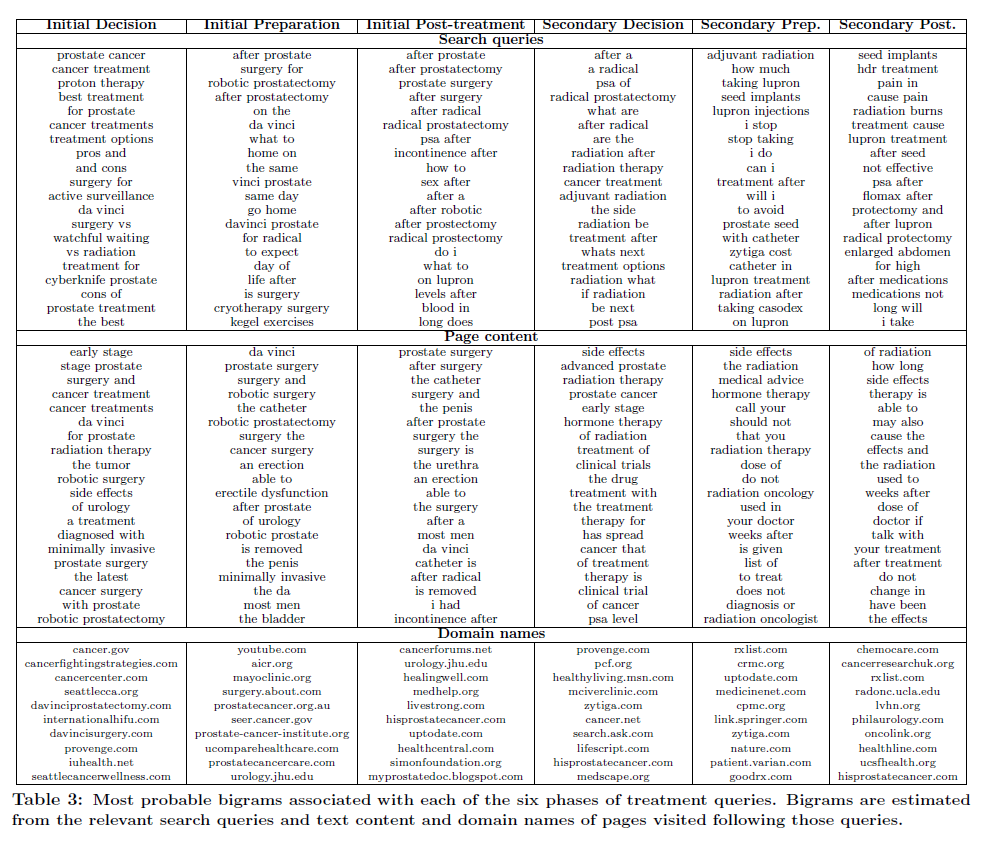 Initial Decision Initial Preparation Initial Post-treatment Secondary Decision Secondary Prep. Secondary Post.
Search queries
prostate cancer after prostate after prostate after a adjuvant radiation seed implants
cancer treatment surgery for after prostatectomy a radical how much hdr treatment
proton therapy robotic prostatectomy prostate surgery psa of taking lupron pain in
best treatment after prostatectomy after surgery radical prostatectomy seed implants cause pain
for prostate on the after radical what are lupron injections radiation burns
cancer treatments da vinci radical prostatectomy after radical i stop treatment cause
treatment options what to psa after are the stop taking lupron treatment
pros and home on incontinence after radiation after i do after seed
and cons the same how to radiation therapy can i not effective
surgery for vinci prostate sex after cancer treatment treatment after psa after
active surveillance same day after a adjuvant radiation will i flomax after
da vinci go home after robotic the side to avoid protectomy and
surgery vs davinci prostate after prostectomy radiation be prostate seed after lupron
watchful waiting for radical radical prostectomy treatment after with catheter radical protectomy
vs radiation to expect do i whats next zytiga cost enlarged abdomen
treatment for day of what to treatment options catheter in for high
cyberknife prostate life after on lupron radiation what lupron treatment after medications
cons of is surgery levels after if radiation radiation after medications not
prostate treatment cryotherapy surgery blood in be next taking casodex long will
the best kegel exercises long does post psa on lupron i take
Page content
early stage da vinci prostate surgery side effects side effects of radiation
stage prostate prostate surgery after surgery advanced prostate the radiation how long
surgery and surgery and the catheter radiation therapy medical advice side effects
cancer treatment robotic surgery surgery and prostate cancer hormone therapy therapy is
cancer treatments the catheter the penis early stage call your able to
da vinci robotic prostatectomy after prostate hormone therapy should not may also
for prostate surgery the surgery the of radiation that you cause the
radiation therapy cancer surgery surgery is treatment of radiation therapy effects and
the tumor an erection the urethra clinical trials dose of the radiation
robotic surgery able to an erection the drug do not used to
side effects erectile dysfunction able to treatment with radiation oncology weeks after
of urology after prostate the surgery the treatment used in dose of
a treatment of urology after a therapy for your doctor doctor if
diagnosed with robotic prostate most men has spread weeks after talk with
minimally invasive is removed da vinci cancer that is given your treatment
prostate surgery the penis catheter is of treatment list of after treatment
the latest minimally invasive after radical therapy is to treat do not
cancer surgery the da is removed clinical trial does not change in
with prostate most men i had of cancer diagnosis or have been
robotic prostatectomy the bladder incontinence after psa level radiation oncologist the effects
Domain names
cancer.gov youtube.com cancerforums.net provenge.com rxlist.com chemocare.com
cancerfightingstrategies.com aicr.org urology.jhu.edu pcf.org crmc.org cancerresearchuk.org
cancercenter.com mayoclinic.org healingwell.com healthyliving.msn.com uptodate.com rxlist.com
seattlecca.org surgery.about.com medhelp.org mciverclinic.com medicinenet.com radonc.ucla.edu
davinciprostatectomy.com prostatecancer.org.au livestrong.com zytiga.com cpmc.org lvhn.org
internationalhifu.com seer.cancer.gov hisprostatecancer.com cancer.net link.springer.com philaurology.com
davincisurgery.com prostate-cancer-institute.org uptodate.com search.ask.com zytiga.com oncolink.org
provenge.com ucomparehealthcare.com healthcentral.com lifescript.com nature.com healthline.com
iuhealth.net prostatecancercare.com simonfoundation.org hisprostatecancer.com patient.varian.com ucsfhealth.org
seattlecancerwellness.com urology.jhu.edu myprostatedoc.blogspot.com medscape.org goodrx.com hisprostatecancer.com
Table 3: Most probable bigrams associated with each of the six phases of treatment queries. Bigrams are estimated
from the relevant search queries and text content and domain names of pages visited following those queries.